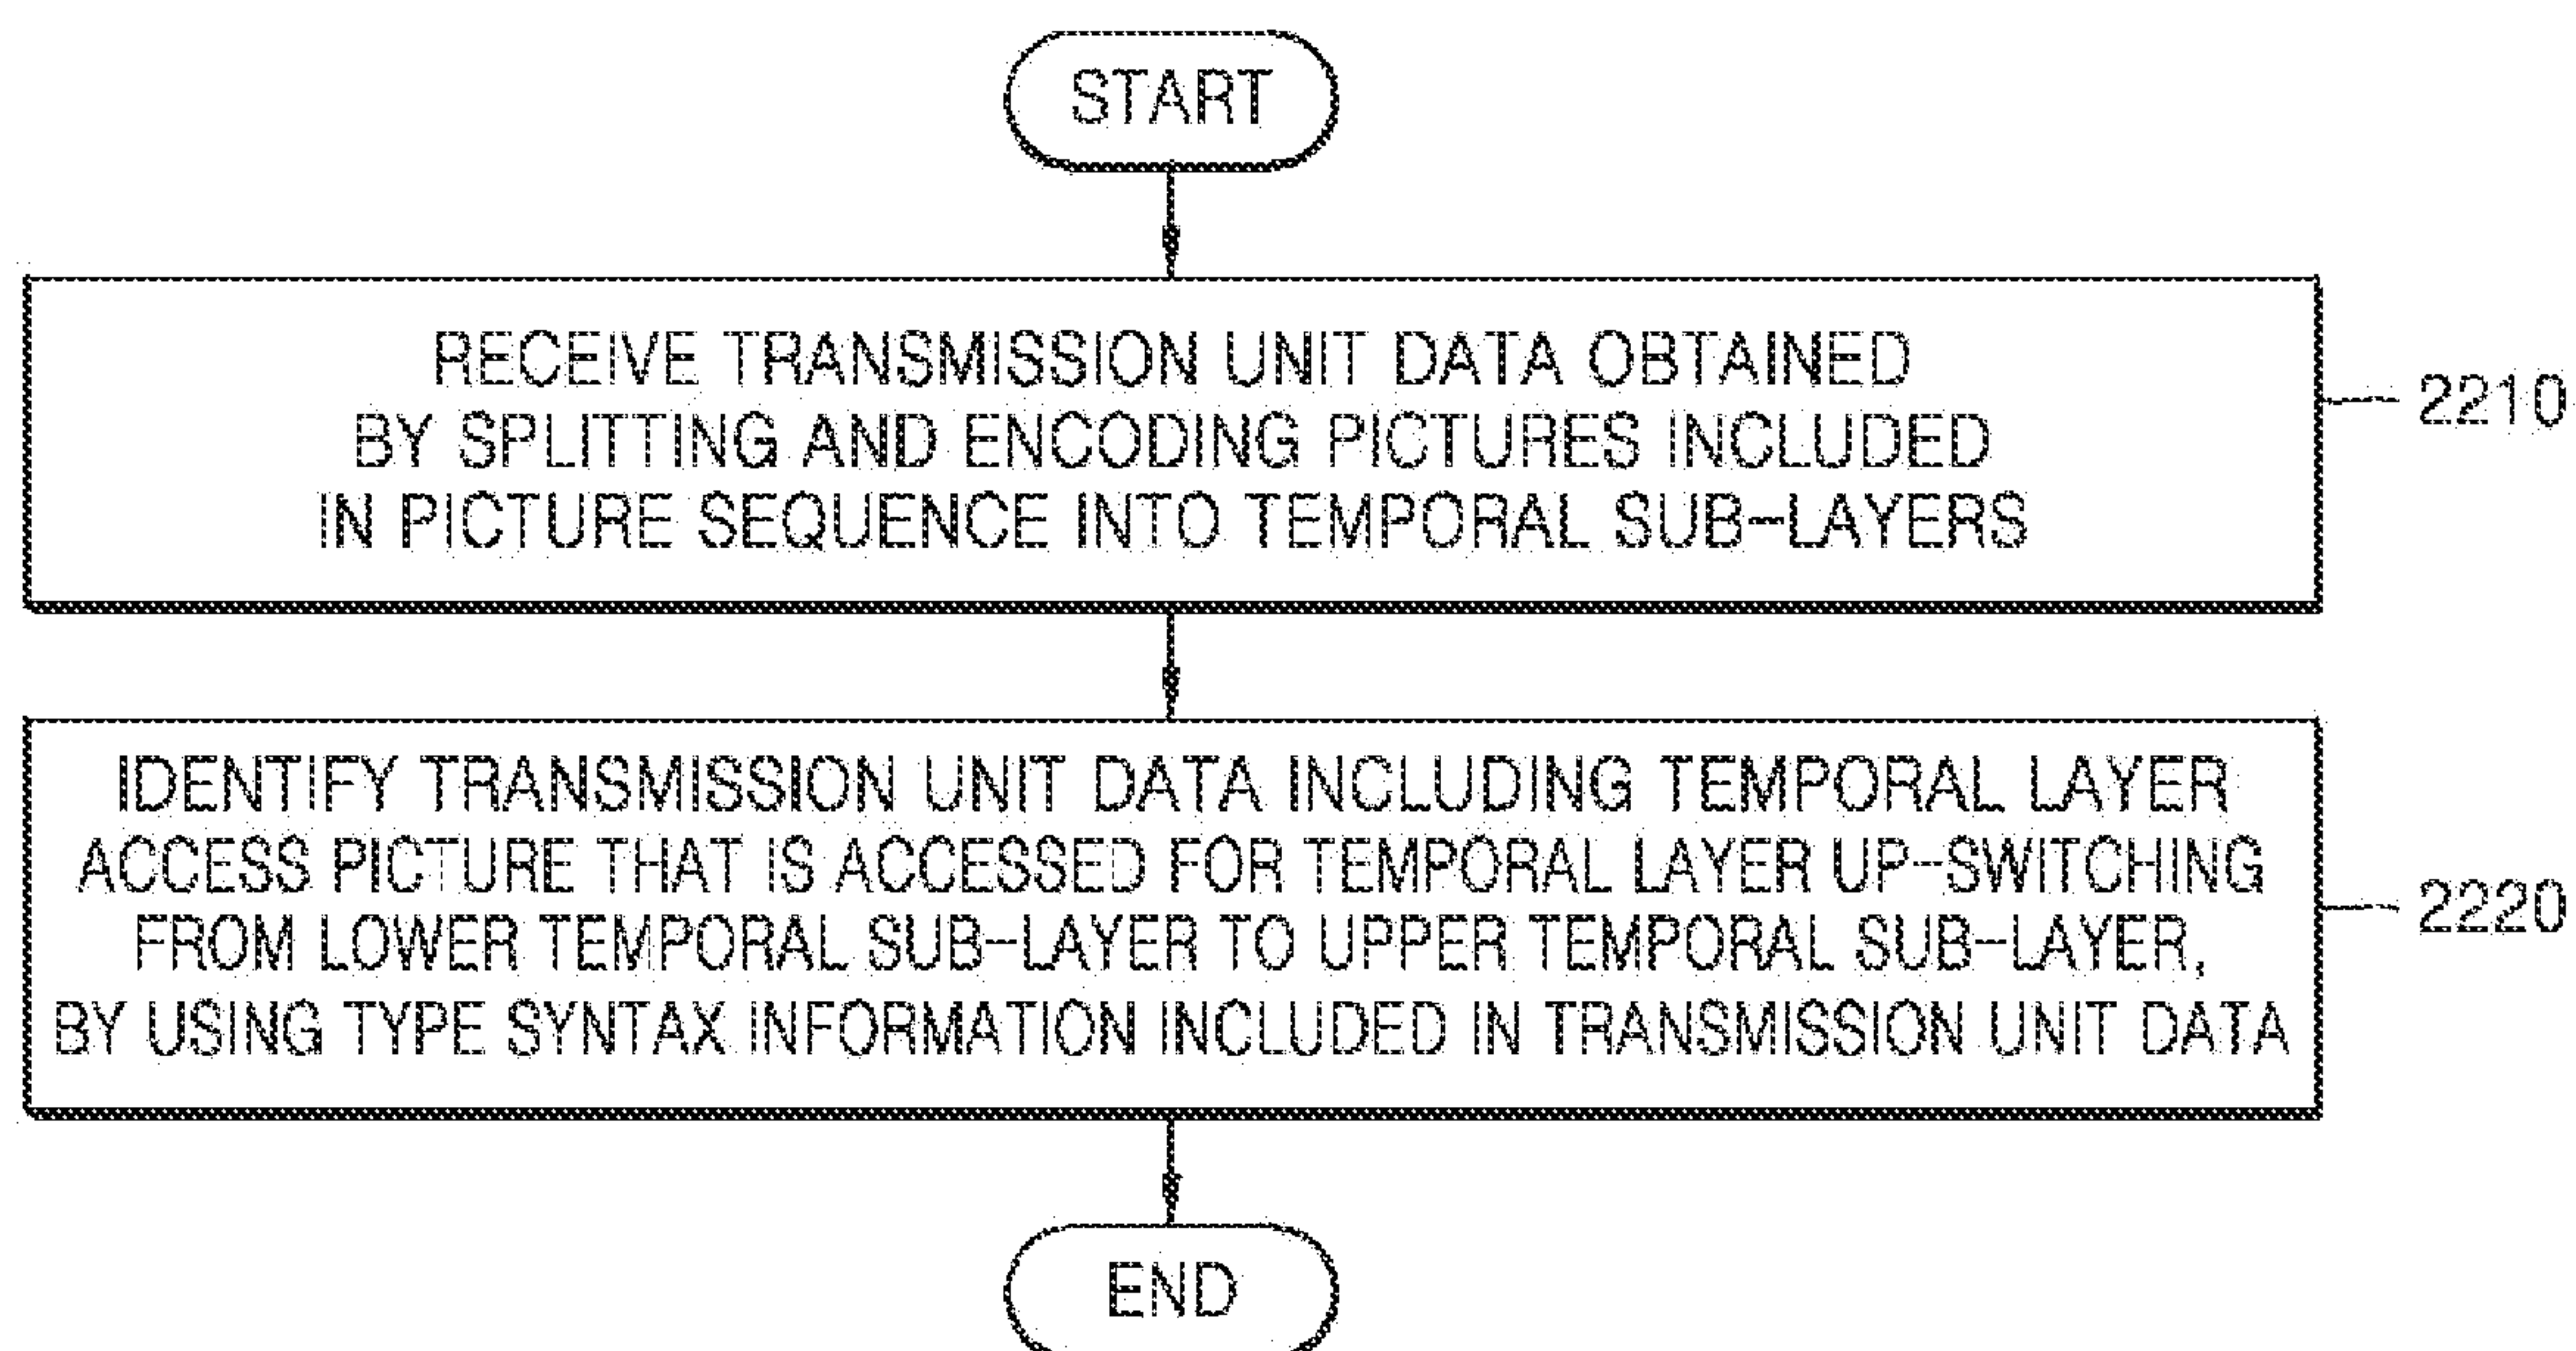 START
RECEIVE TRANSMISSION UNIT DATA OBTAINED
BY SPLITTING AND ENCODING PICTURES INCLUDED
IN PICTURE SEQUENCE INTO TEMPORAL SUB-LAYERS
2210
IDENTIFY TRANSMISSION UNIT DATA INCLUDING TEMPORAL LAYER
ACCESS PICTURE THAT IS ACCESSED FOR TEMPORAL LAYER UP-SWITCHING
FROM LOWER TEMPORAL SUB-LAYER TO UPPER TEMPORAL SUB-LAYER,
BY USING TYPE SYNTAX INFORMATION INCLUDED IN TRANSMISSION UNIT DATA
2220
END